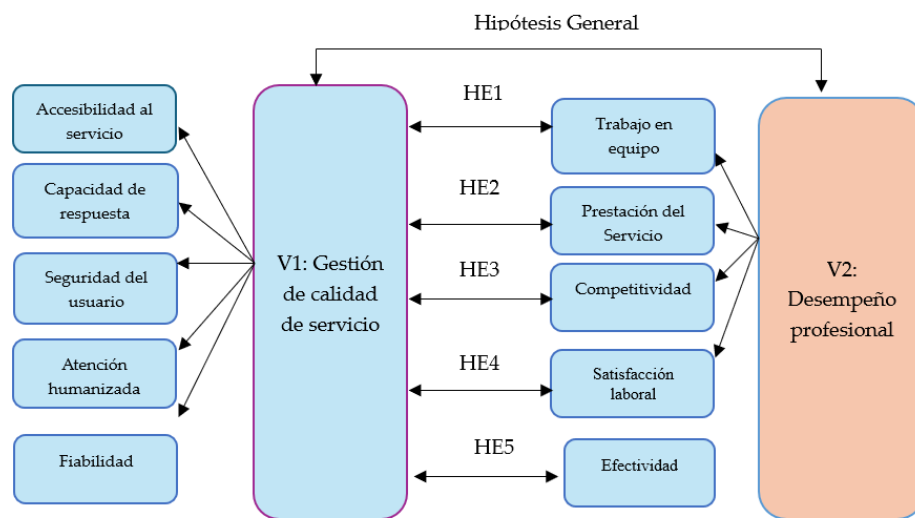 Hipótesis General
Accesibilidad al
servicio
Capacidad de
respuesta
Seguridad del
usuario
Atención
humanizada
Fiabilidad
V1: Gestión
de calidad
de servicio
HE1
HE2
HE3
HE4
HE5
Trabajo en
equipo
Prestación del
Servicio
Competitividad
Satisfacción
laboral
Efectividad
V2:
Desempeño
profesional